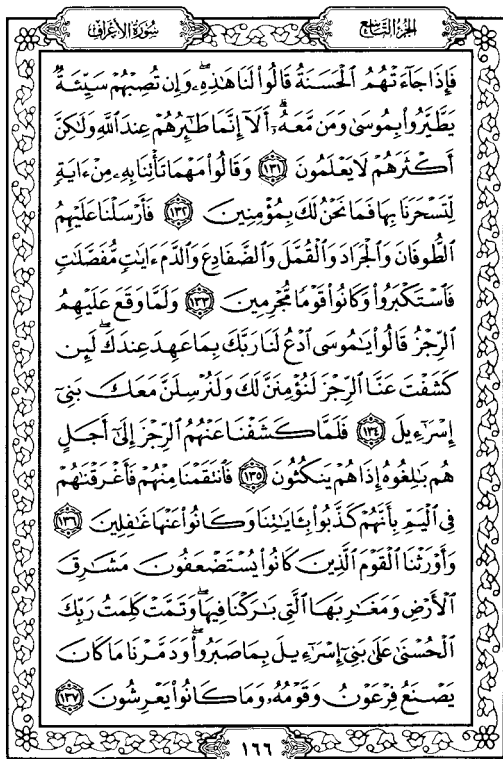 الجزء التاسع
سورة الأعراف
فَإِذَا جَآءَتْهُمُ ٱلْحَسَنَةُ قَالُوا۟ لَنَا هَـٰذِهِۦ ۖ وَإِن تُصِبْهُمْ سَيِّئَةٌ
يَطَّيَّرُوا۟ بِمُوسَىٰ وَمَن مَّعَهُۥٓ ۗ أَلَآ إِنَّمَا طَـٰٓئِرُهُمْ عِندَ ٱللَّهِ وَلَـٰكِنَّ
أَكْثَرَهُمْ لَا يَعْلَمُونَ ١٣١ وَقَالُوا۟ مَهْمَا تَأْتِنَا بِهِۦ مِنْ ءَايَةٍ
لِّتَسْحَرَنَا بِهَا فَمَا نَحْنُ لَكَ بِمُؤْمِنِينَ ١٣٢ فَأَرْسَلْنَا عَلَيْهِمُ
ٱلطُّوفَانَ وَٱلْجَرَادَ وَٱلْقُمَّلَ وَٱلضَّفَادِعَ وَٱلدَّمَ ءَايَـٰتٍ مُّفَصَّلَـٰتٍ
فَٱسْتَكْبَرُوا۟ وَكَانُوا۟ قَوْمًا مُّجْرِمِينَ ١٣٣ وَلَمَّا وَقَعَ عَلَيْهِمُ
ٱلرِّجْزُ قَالُوا۟ يَـٰمُوسَى ٱدْعُ لَنَا رَبَّكَ بِمَا عَهِدَ عِندَكَ ۖ لَئِن
كَشَفْتَ عَنَّا ٱلرِّجْزَ لَنُؤْمِنَنَّ لَكَ وَلَنُرْسِلَنَّ مَعَكَ بَنِىٓ
إِسْرَٰٓءِيلَ ١٣٤ فَلَمَّا كَشَفْنَا عَنْهُمُ ٱلرِّجْزَ إِلَىٰٓ أَجَلٍ
هُم بَـٰلِغُوهُ إِذَا هُمْ يَنكُثُونَ ١٣٥ فَٱنتَقَمْنَا مِنْهُمْ فَأَغْرَقْنَـٰهُمْ
فِى ٱلْيَمِّ بِأَنَّهُمْ كَذَّبُوا۟ بِـَٔايَـٰتِنَا وَكَانُوا۟ عَنْهَا غَـٰفِلِينَ ١٣٦
وَأَوْرَثْنَا ٱلْقَوْمَ ٱلَّذِينَ كَانُوا۟ يُسْتَضْعَفُونَ مَشَـٰرِقَ
ٱلْأَرْضِ وَمَغَـٰرِبَهَا ٱلَّتِى بَـٰرَكْنَا فِيهَا ۖ وَتَمَّتْ كَلِمَتُ رَبِّكَ
ٱلْحُسْنَىٰ عَلَىٰ بَنِىٓ إِسْرَٰٓءِيلَ بِمَا صَبَرُوا۟ ۖ وَدَمَّرْنَا مَا كَانَ
يَصْنَعُ فِرْعَوْنُ وَقَوْمُهُۥ وَمَا كَانُوا۟ يَعْرِشُونَ ١٣٧
١٦٦